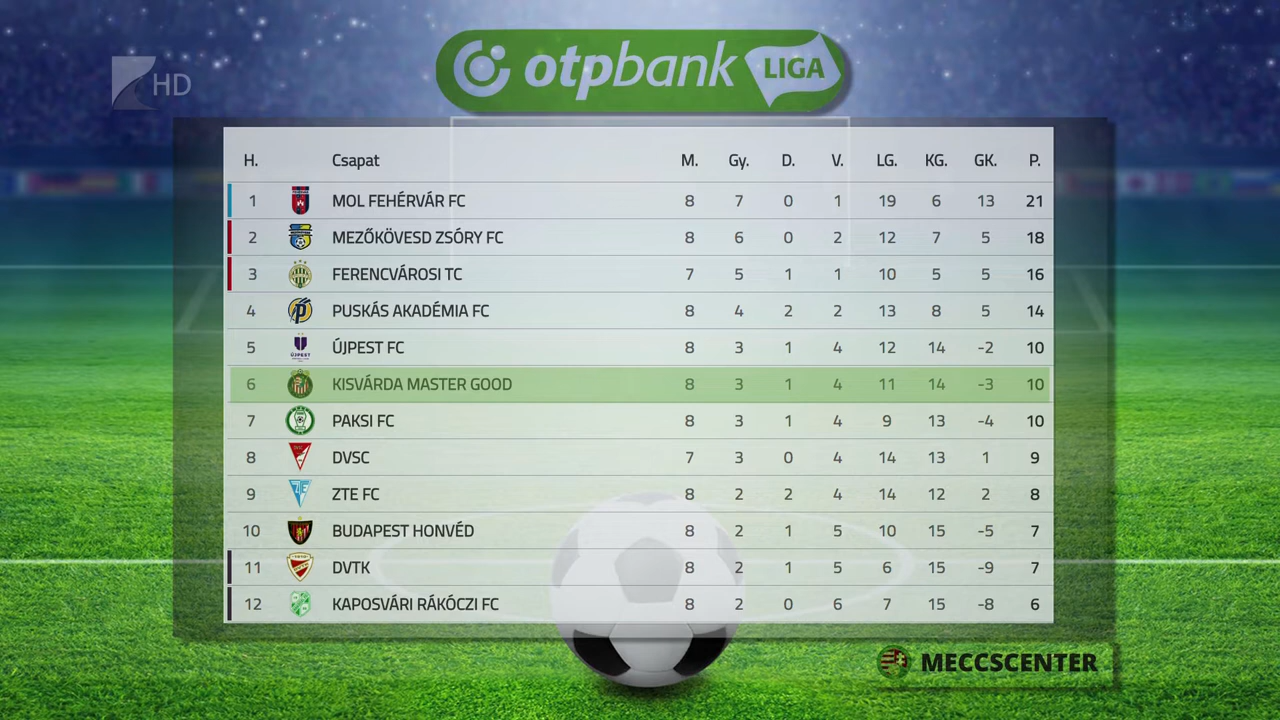 otpbank LIGA
HD
H. Csapat M. Gy. D. V. LG. KG. GK. P.
1 MOL FEHÉRVÁR FC 8 7 0 1 19 6 13 21
2 MEZŐKÖVESD ZSÓRY FC 8 6 0 2 12 7 5 18
3 FERENCVÁROSI TC 7 5 1 1 10 5 5 16
4 PUSKÁS AKADÉMIA FC 8 4 2 2 13 8 5 14
5 ÚJPEST FC 8 3 1 4 12 14 -2 10
6 KISVÁRDA MASTER GOOD 8 3 1 4 11 14 -3 10
7 PAKSI FC 8 3 1 4 9 13 -4 10
8 DVSC 7 3 0 4 14 13 1 9
9 ZTE FC 8 2 2 4 14 12 2 8
10 BUDAPEST HONVÉD 8 2 1 5 10 15 -5 7
11 DVTK 8 2 1 5 6 15 -9 7
12 KAPOSVÁRI RÁKÓCZI FC 8 2 0 6 7 15 -8 6
MECCSCENTER